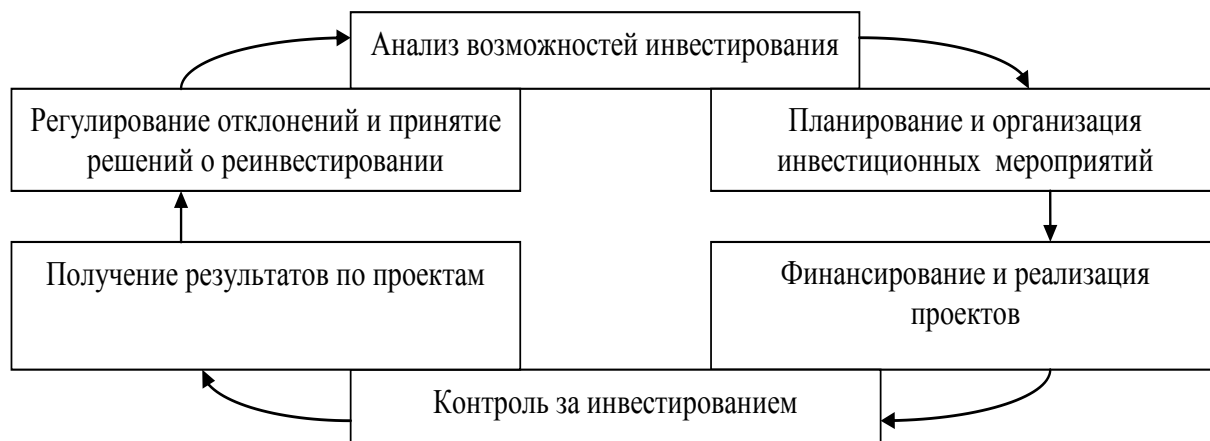 Анализ возможностей инвестирования
Регулирование отклонений и принятие
решений о реинвестировании
Планирование и организация
инвестиционных мероприятий
Получение результатов по проектам
Финансирование и реализация
проектов
Контроль за инвестированием